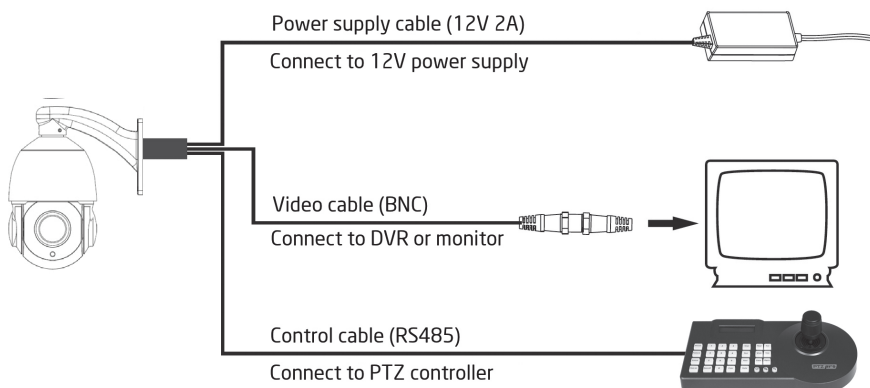 Power supply cable (12V 2A)
Connect to 12V power supply
Video cable (BNC)
Connect to DVR or monitor
Control cable (RS485)
Connect to PTZ controller